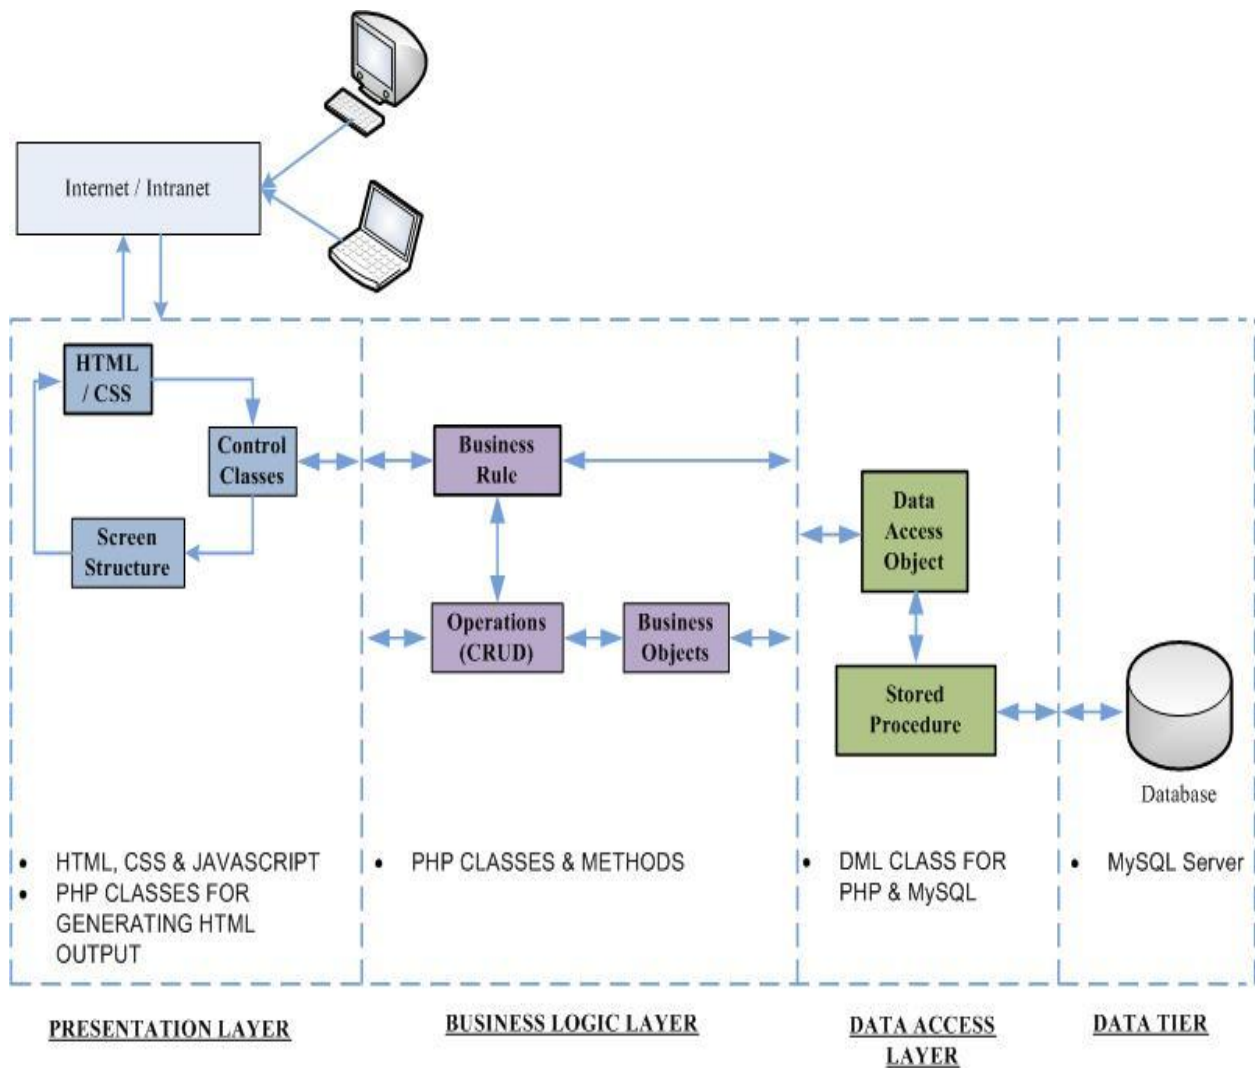 Internet / Intranet
HTML
/ CSS
Control
Classes
Screen
Structure
Business
Rule
Operations
(CRUD)
Business
Objects
Data
Access
Object
Stored
Procedure
Database
• HTML, CSS & JAVASCRIPT
• PHP CLASSES FOR
GENERATING HTML
OUTPUT
• PHP CLASSES & METHODS
• DML CLASS FOR
PHP & MySQL
• MySQL Server
PRESENTATION LAYER
BUSINESS LOGIC LAYER
DATA ACCESS
LAYER
DATA TIER